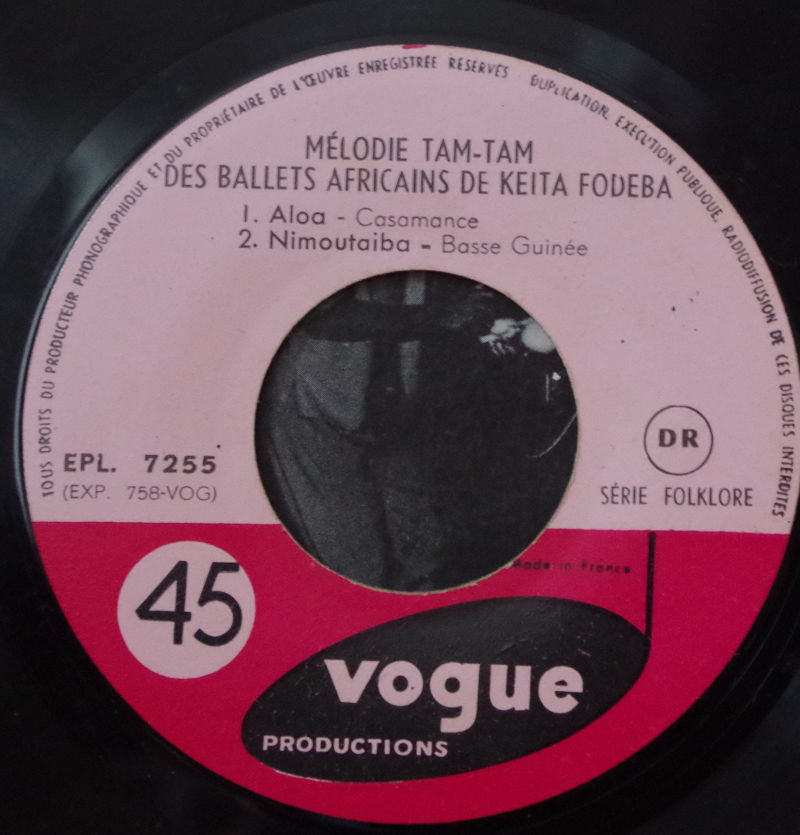 TOUS DROITS DU PRODUCTEUR PHONOGRAPHIQUE ET DU PROPRIÉTAIRE DE L'ŒUVRE ENREGISTRÉE RÉSERVÉS - DUPLICATION, EXECUTION PUBLIQUE, RADIODIFFUSION DE CES DISQUES INTERDITES
MÉLODIE TAM-TAM
DES BALLETS AFRICAINS DE KEITA FODEBA
1. Aloa - Casamance
2. Nimoutaiba - Basse Guinée
EPL. 7255
(EXP. 758-VOG)
DR
SÉRIE FOLKLORE
45
Made in France
vogue
PRODUCTIONS